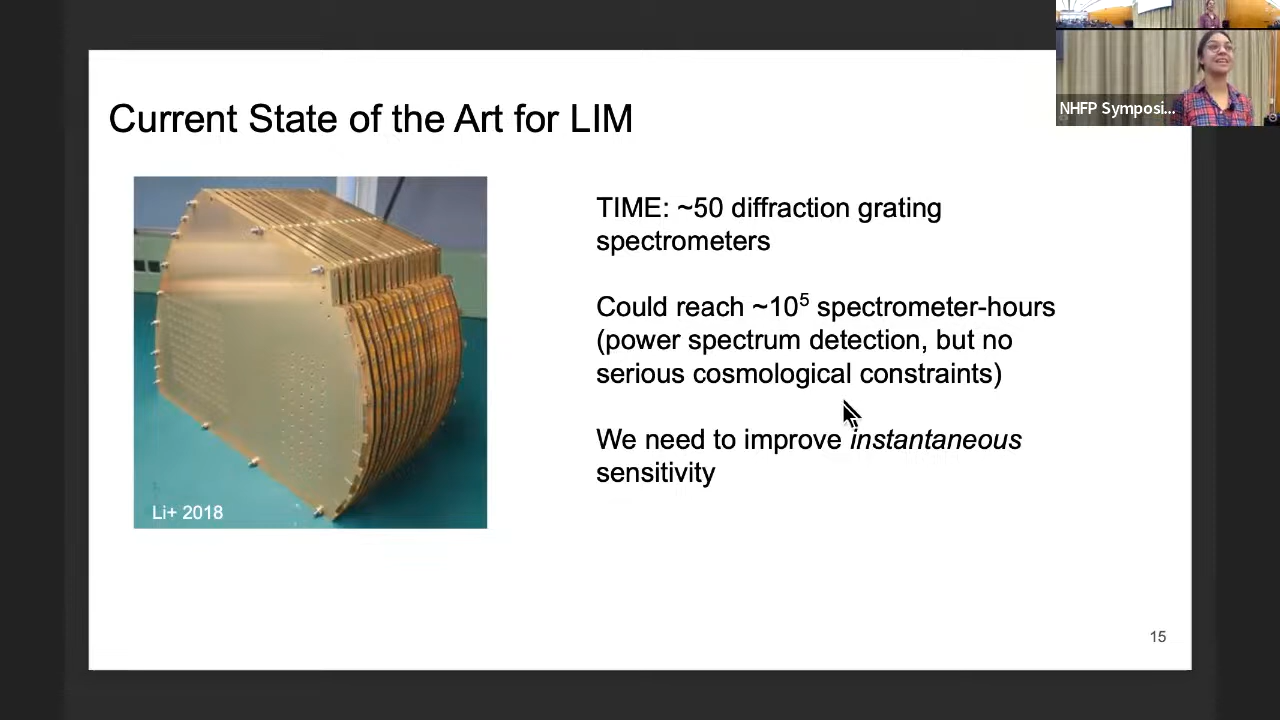 Current State of the Art for LIM
NHFP Symposi...
TIME: ~50 diffraction grating
spectrometers
Could reach ~10⁵ spectrometer-hours
(power spectrum detection, but no
serious cosmological constraints)
We need to improve instantaneous
sensitivity
Li+ 2018
15